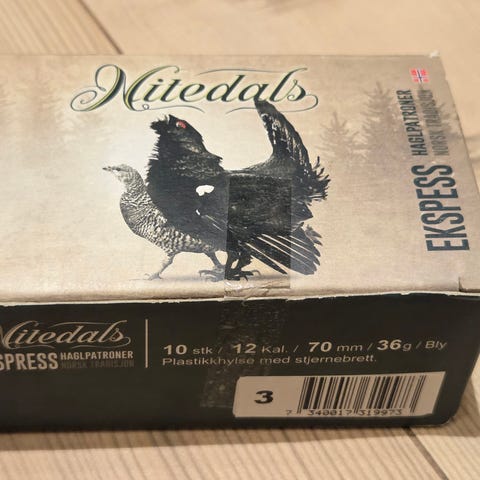 Nitedals
EKSPESS
HAGLPATRONER
NORSK TRADISJON
Nitedals
SPRESS HAGLPATRONER
NORSK TRADISJON
10 stk / 12 Kal. / 70 mm / 36g / Bly
Plastikkhylse med stjernebrett.
3
7 340017 319973